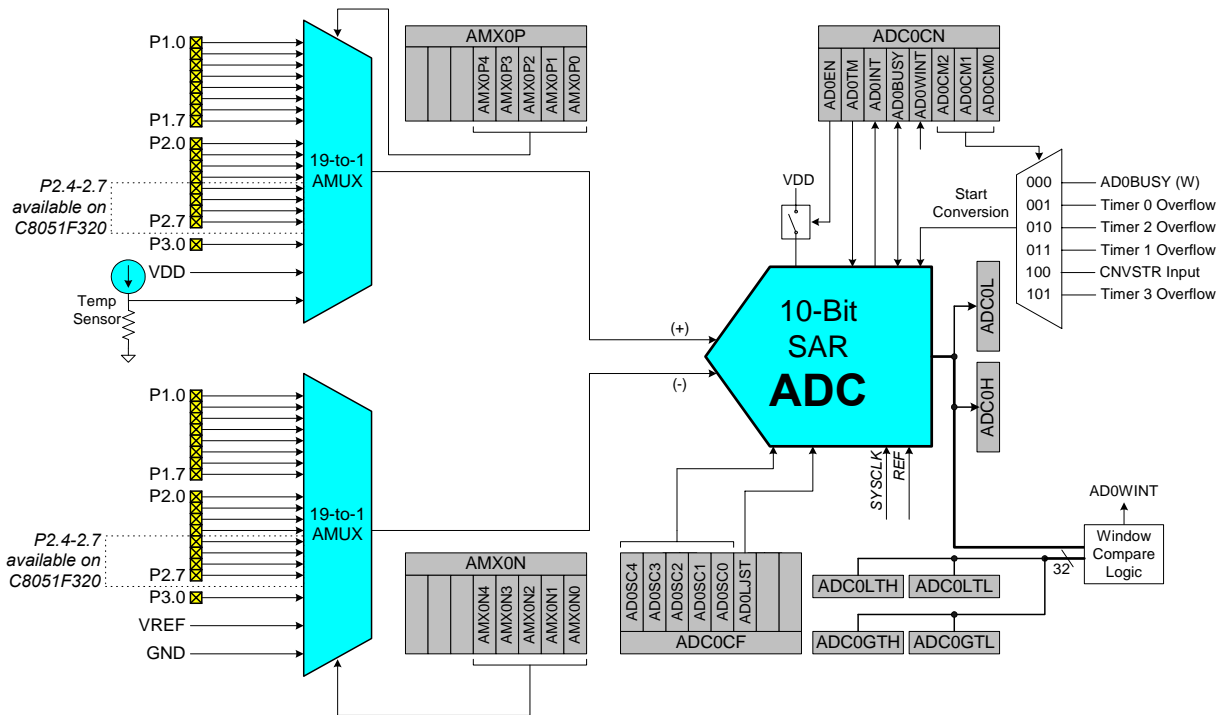 AMX0P
AMX0P4
AMX0P3
AMX0P2
AMX0P1
AMX0P0
P1.0
P1.7
P2.0
P2.4-2.7
available on
C8051F320
P2.7
P3.0
VDD
Temp
Sensor
19-to-1
AMUX
ADC0CN
AD0EN
AD0TM
AD0INT
AD0BUSY
AD0WINT
AD0CM2
AD0CM1
AD0CM0
VDD
Start
Conversion
000
001
010
011
100
101
AD0BUSY (W)
Timer 0 Overflow
Timer 2 Overflow
Timer 1 Overflow
CNVSTR Input
Timer 3 Overflow
(+)
(-)
10-Bit
SAR
ADC
ADC0L
ADC0H
SYSCLK
REF
P1.0
P1.7
P2.0
P2.4-2.7
available on
C8051F320
P2.7
P3.0
VREF
GND
19-to-1
AMUX
AMX0N
AMX0N4
AMX0N3
AMX0N2
AMX0N1
AMX0N0
AD0SC4
AD0SC3
AD0SC2
AD0SC1
AD0SC0
AD0LJST
ADC0CF
AD0WINT
Window
Compare
Logic
32
ADC0LTH
ADC0LTL
ADC0GTH
ADC0GTL